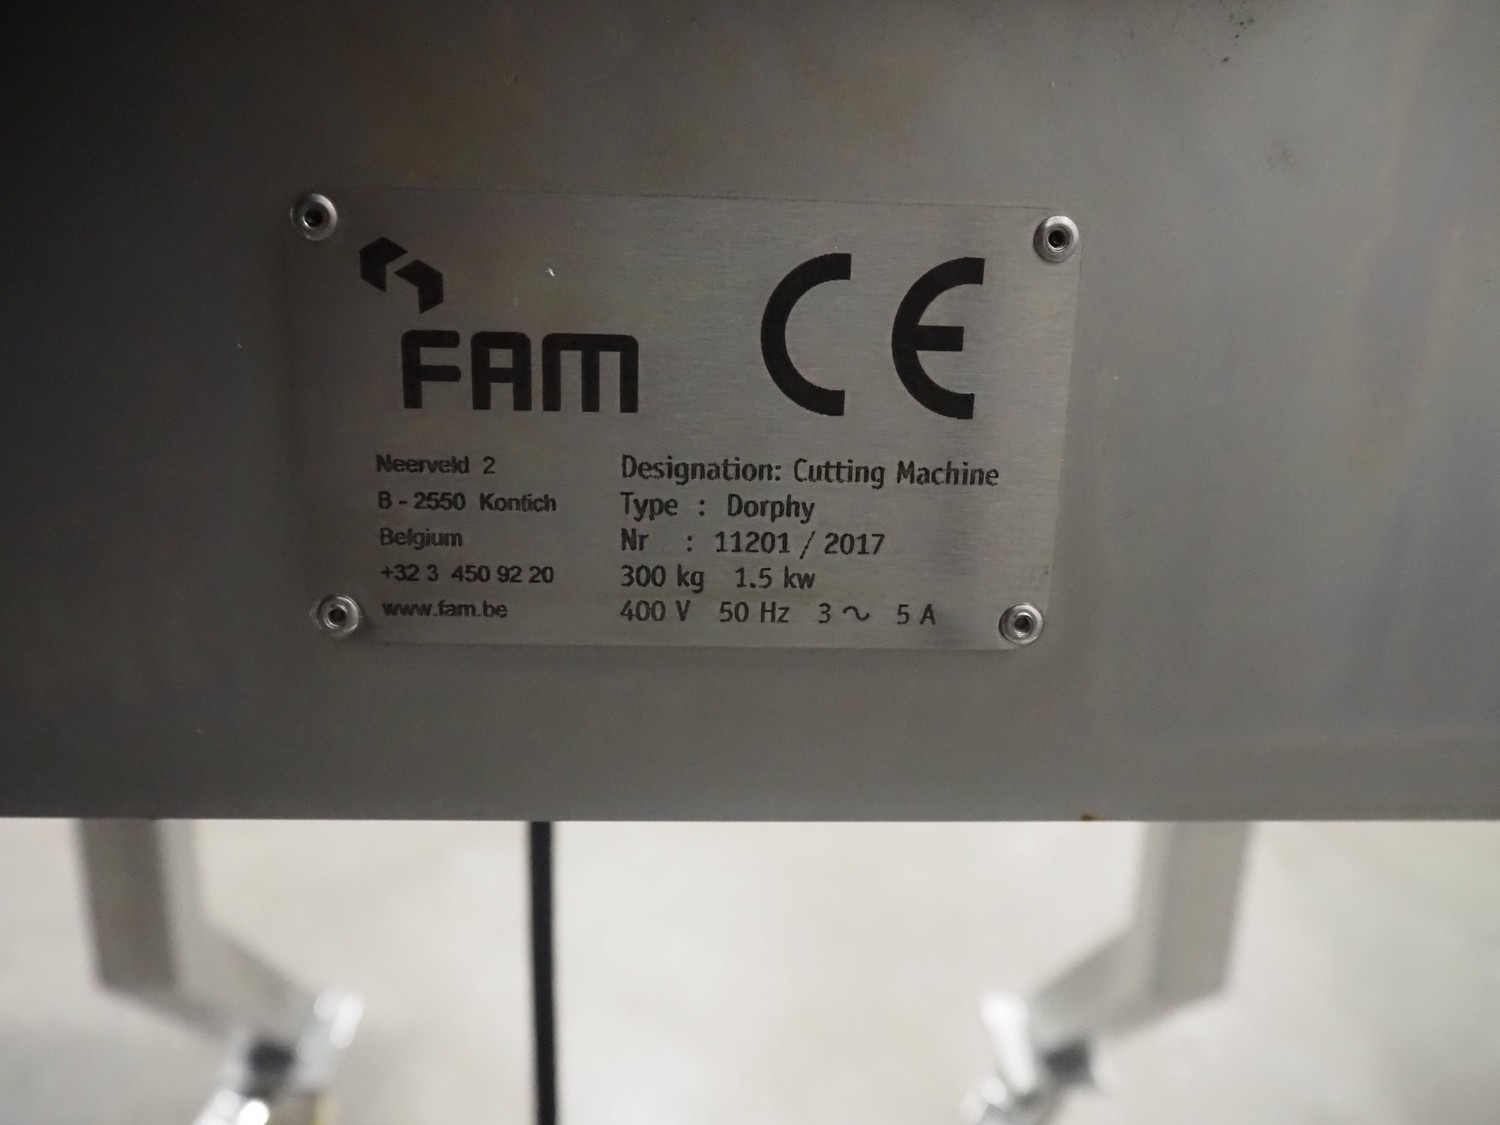 FAM
CE
Neerveld 2
B - 2550 Kontich
Belgium
+32 3 450 92 20
www.fam.be
Designation: Cutting Machine
Type : Dorphy
Nr : 11201 / 2017
300 kg 1.5 kw
400 V 50 Hz 3 ~ 5 A